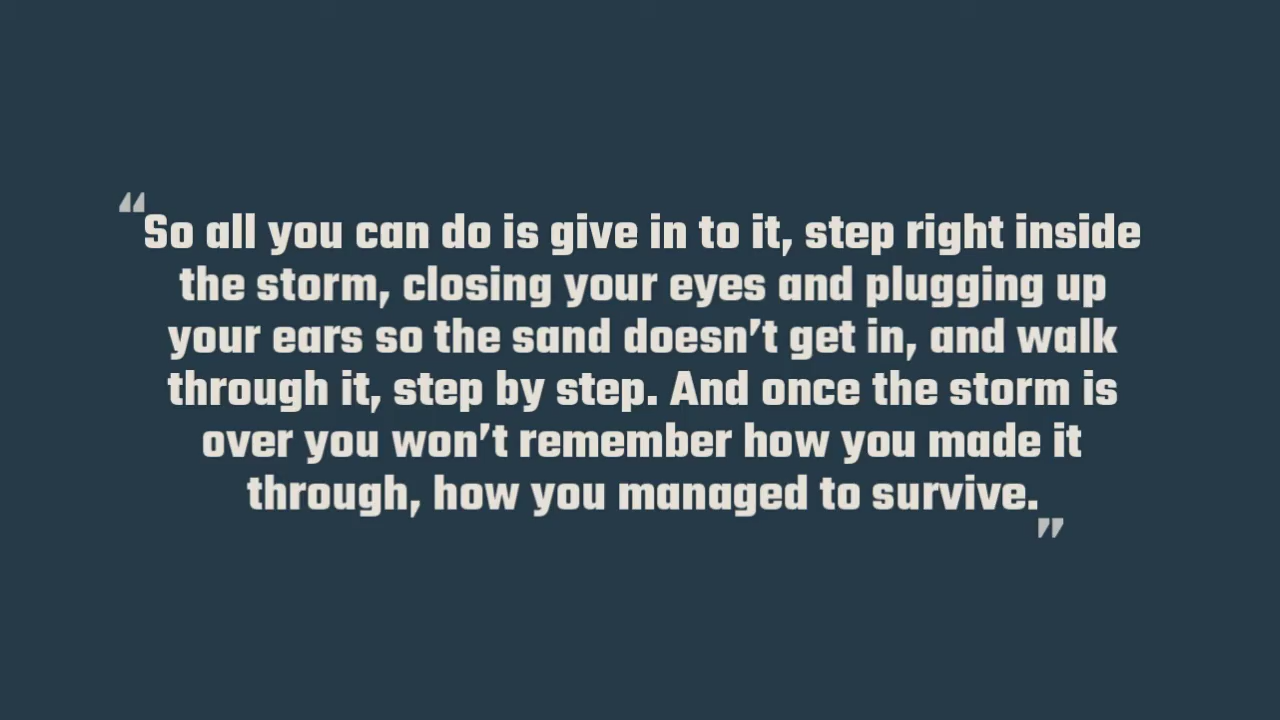 “So all you can do is give in to it, step right inside
the storm, closing your eyes and plugging up
your ears so the sand doesn’t get in, and walk
through it, step by step. And once the storm is
over you won’t remember how you made it
through, how you managed to survive.”